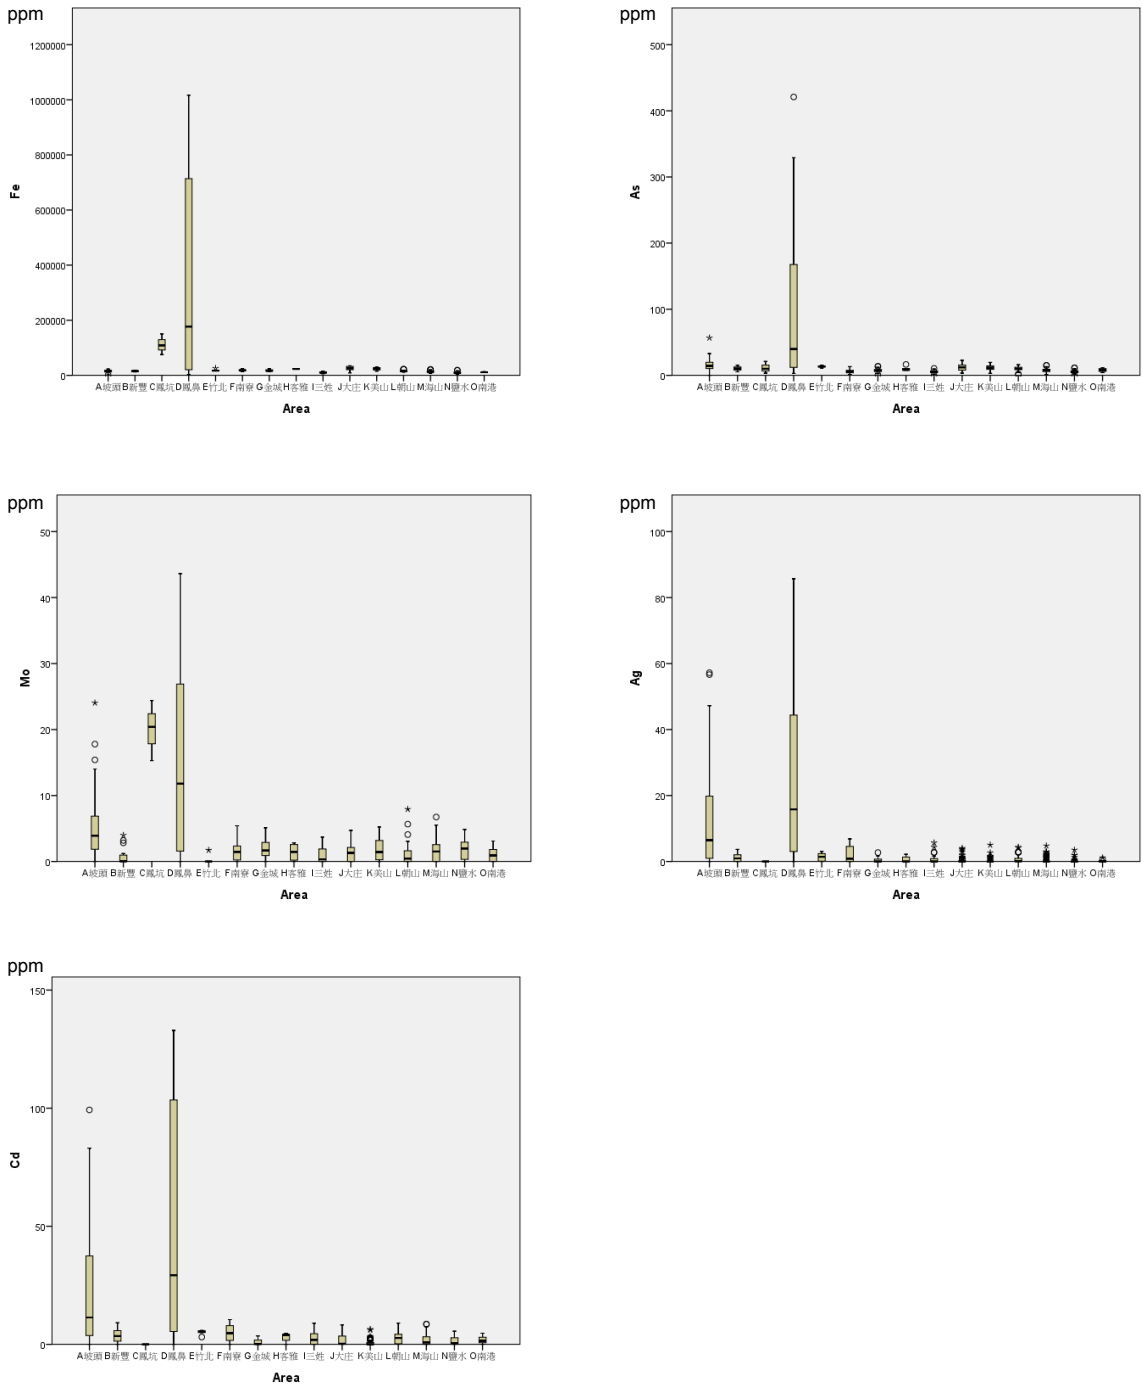 ppm
1200000
1000000
800000
600000
400000
200000
0
Fe
A坡頭 B新豐 C鳳坑 D鳳鼻 E竹北 F南寮 G金城 H客雅 I三姓 J大庄 K美山 L朝山 M海山 N鹽水 O南港
Area
ppm
500
400
300
200
100
0
As
A坡頭 B新豐 C鳳坑 D鳳鼻 E竹北 F南寮 G金城 H客雅 I三姓 J大庄 K美山 L朝山 M海山 N鹽水 O南港
Area
ppm
50
40
30
20
10
0
Mo
A坡頭 B新豐 C鳳坑 D鳳鼻 E竹北 F南寮 G金城 H客雅 I三姓 J大庄 K美山 L朝山 M海山 N鹽水 O南港
Area
ppm
100
80
60
40
20
0
Ag
A坡頭 B新豐 C鳳坑 D鳳鼻 E竹北 F南寮 G金城 H客雅 I三姓 J大庄 K美山 L朝山 M海山 N鹽水 O南港
Area
ppm
150
100
50
0
Cd
A坡頭 B新豐 C鳳坑 D鳳鼻 E竹北 F南寮 G金城 H客雅 I三姓 J大庄 K美山 L朝山 M海山 N鹽水 O南港
Area